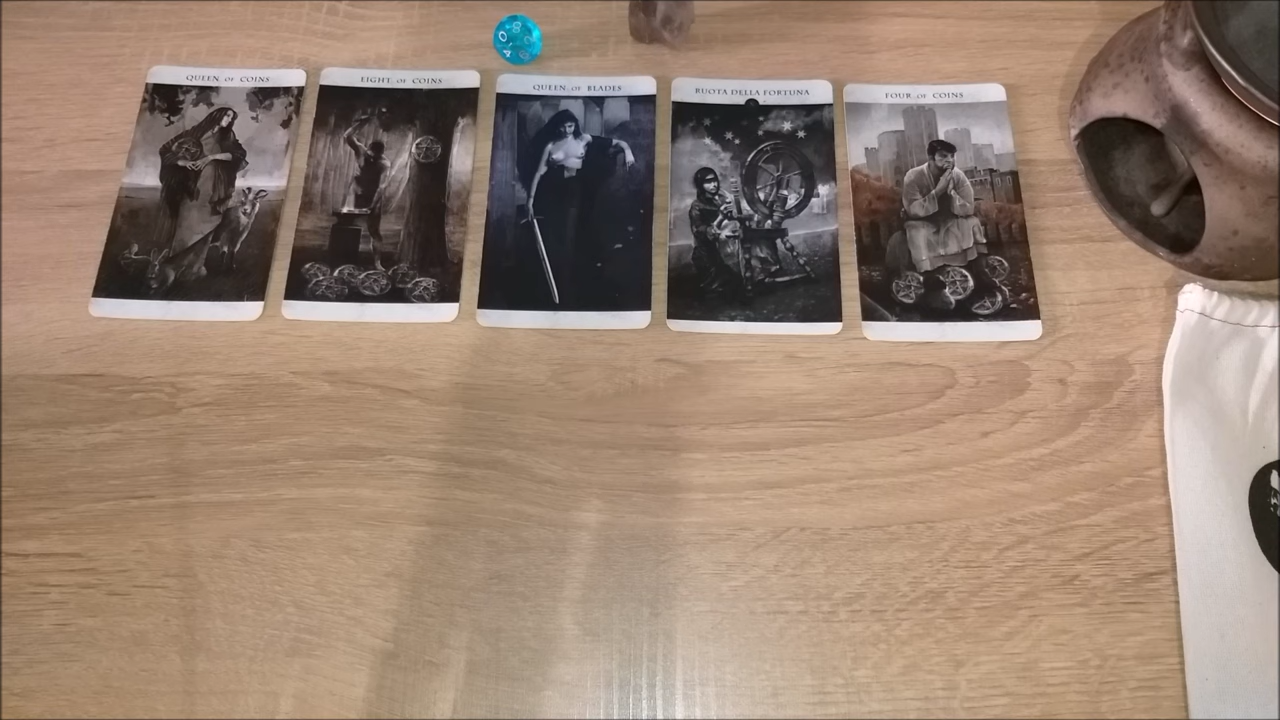 QUEEN OF COINS
EIGHT OF COINS
QUEEN OF BLADES
RUOTA DELLA FORTUNA
FOUR OF COINS